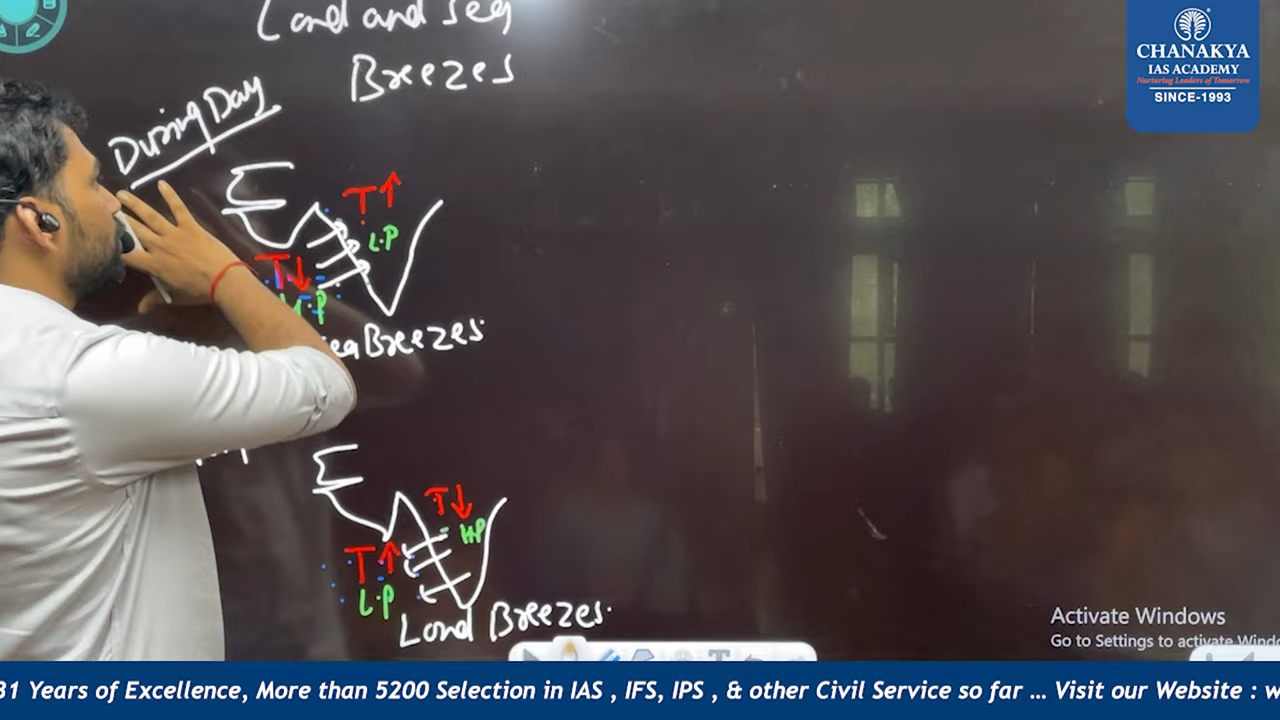 Land and Sea
Breezes
During Day
T↑
L.P
T↓
H.P
Sea Breezes
T↓
HP
T↑
L.P
Land Breezes
CHANAKYA
IAS ACADEMY
Nurturing Leaders of Tomorrow
SINCE-1993
Activate Windows
Go to Settings to activate Wind
31 Years of Excellence, More than 5200 Selection in IAS , IFS, IPS , & other Civil Service so far ... Visit our Website : w